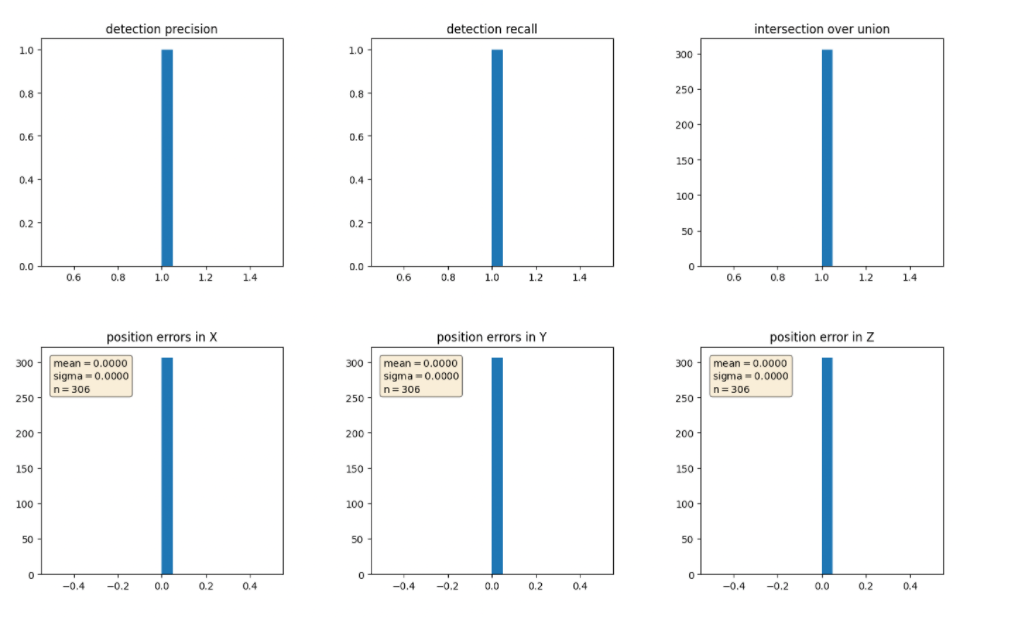 detection precision
detection recall
intersection over union
1.0
0.8
0.6
0.4
0.2
0.0
0.6 0.8 1.0 1.2 1.4
1.0
0.8
0.6
0.4
0.2
0.0
0.6 0.8 1.0 1.2 1.4
300
250
200
150
100
50
0
0.6 0.8 1.0 1.2 1.4
position errors in X
position errors in Y
position error in Z
300
250
200
150
100
50
0
mean = 0.0000
sigma = 0.0000
n = 306
−0.4 −0.2 0.0 0.2 0.4
300
250
200
150
100
50
0
mean = 0.0000
sigma = 0.0000
n = 306
−0.4 −0.2 0.0 0.2 0.4
300
250
200
150
100
50
0
mean = 0.0000
sigma = 0.0000
n = 306
−0.4 −0.2 0.0 0.2 0.4